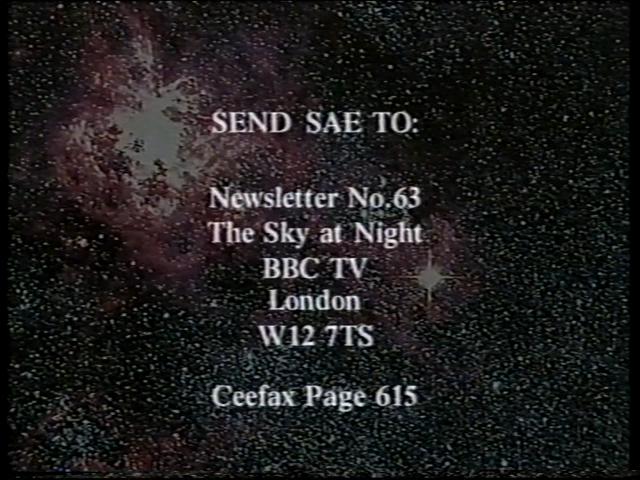 SEND SAE TO:
Newsletter No.63
The Sky at Night
BBC TV
London
W12 7TS
Ceefax Page 615